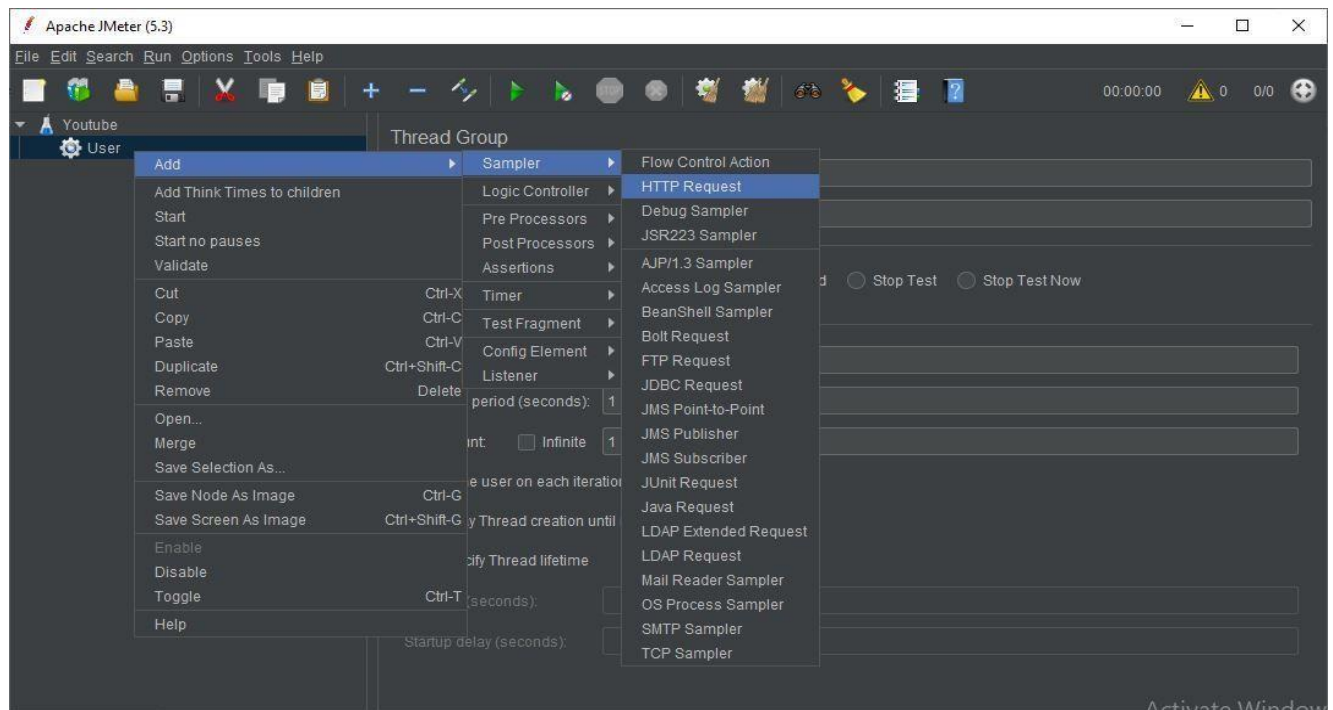 Apache JMeter (5.3)
File Edit Search Run Options Tools Help
STOP
00:00:00 0 0/0
Youtube
User
Thread Group
Add
Add Think Times to children
Start
Start no pauses
Validate
Cut Ctrl-X
Copy Ctrl-C
Paste Ctrl-V
Duplicate Ctrl+Shift-C
Remove Delete
Open...
Merge
Save Selection As...
Save Node As Image Ctrl-G
Save Screen As Image Ctrl+Shift-G
Enable
Disable
Toggle Ctrl-T
Help
Sampler
Logic Controller
Pre Processors
Post Processors
Assertions
Timer
Test Fragment
Config Element
Listener
Flow Control Action
HTTP Request
Debug Sampler
JSR223 Sampler
AJP/1.3 Sampler
Access Log Sampler
BeanShell Sampler
Bolt Request
FTP Request
JDBC Request
JMS Point-to-Point
JMS Publisher
JMS Subscriber
JUnit Request
Java Request
LDAP Extended Request
LDAP Request
Mail Reader Sampler
OS Process Sampler
SMTP Sampler
TCP Sampler
d Stop Test Stop Test Now
period (seconds): 1
Infinite 1
user on each
Thread creation until
Thread lifetime
(seconds):
Startup delay (seconds):
Activate